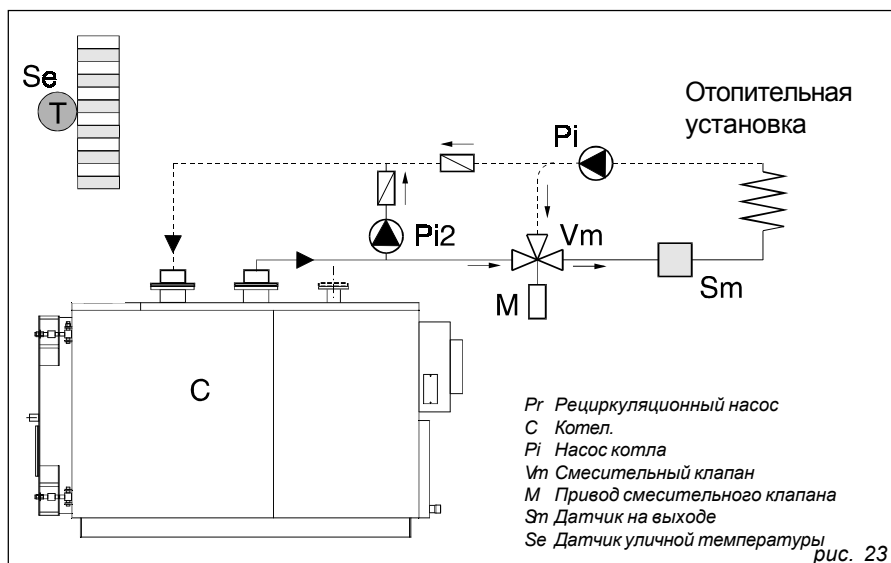 Se
T
Отопительная
установка
Pi
Pi2
Vm
Sm
M
C
Pr Рециркуляционный насос
C Котел.
Pi Насос котла
Vm Смесительный клапан
M Привод смесительного клапана
Sm Датчик на выходе
Se Датчик уличной температуры
рис. 23